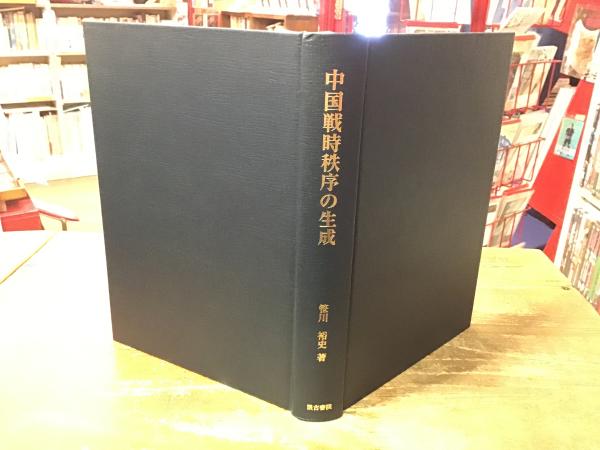 中国戦時秩序の生成
笹川 裕史 著
汲古書院